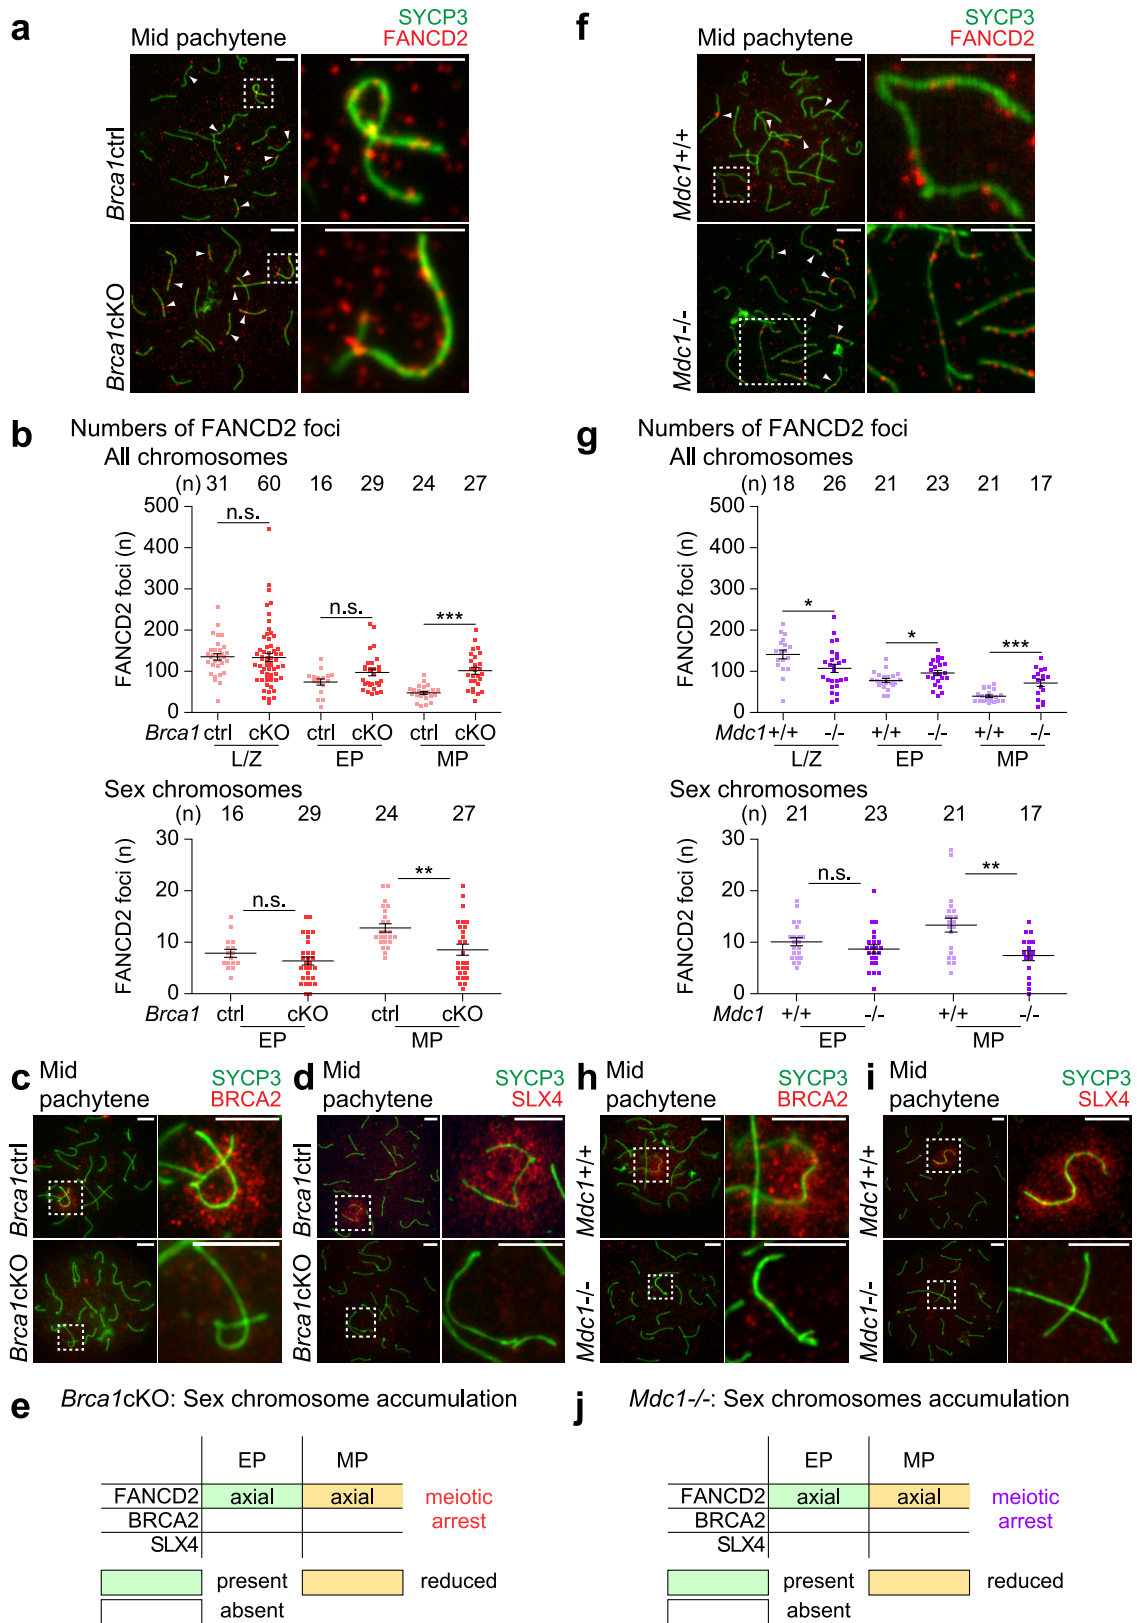 a
Mid pachytene
SYCP3
FANCD2
Brca1ctrl
Brca1cKO
b
Numbers of FANCD2 foci
All chromosomes
(n) 31 60 16 29 24 27
500
400
300
200
100
0
FANCD2 foci (n)
n.s.
n.s.
***
Brca1 ctrl cKO ctrl cKO ctrl cKO
L/Z EP MP
Sex chromosomes
(n) 16 29 24 27
30
20
10
0
FANCD2 foci (n)
n.s.
**
Brca1 ctrl cKO ctrl cKO
EP MP
c
Mid
pachytene
SYCP3
BRCA2
Brca1ctrl
Brca1cKO
d
Mid
pachytene
SYCP3
SLX4
Brca1ctrl
Brca1cKO
e
Brca1cKO: Sex chromosome accumulation
EP MP
FANCD2 axial axial
BRCA2
SLX4
meiotic
arrest
present reduced
absent
f
Mid pachytene
SYCP3
FANCD2
Mdc1+/+
Mdc1-/-
g
Numbers of FANCD2 foci
All chromosomes
(n) 18 26 21 23 21 17
500
400
300
200
100
0
FANCD2 foci (n)
*
*
***
Mdc1 +/+ -/- +/+ -/- +/+ -/-
L/Z EP MP
Sex chromosomes
(n) 21 23 21 17
30
20
10
0
FANCD2 foci (n)
n.s.
**
Mdc1 +/+ -/- +/+ -/-
EP MP
h
Mid
pachytene
SYCP3
BRCA2
Mdc1+/+
Mdc1-/-
i
Mid
pachytene
SYCP3
SLX4
Mdc1+/+
Mdc1-/-
j
Mdc1-/-: Sex chromosomes accumulation
EP MP
FANCD2 axial axial
BRCA2
SLX4
meiotic
arrest
present reduced
absent